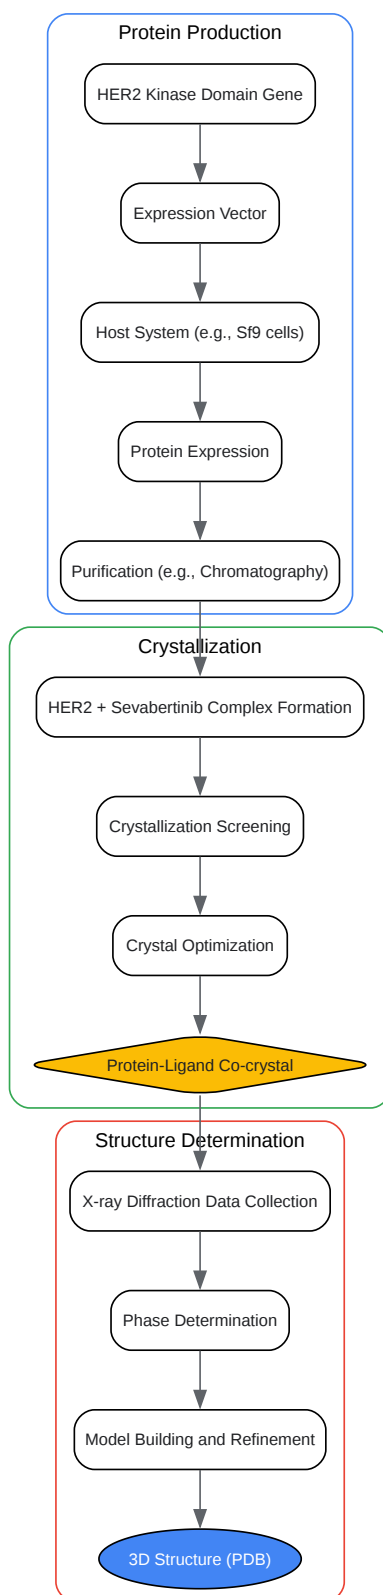 Protein Production
HER2 Kinase Domain Gene
Expression Vector
Host System (e.g., Sf9 cells)
Protein Expression
Purification (e.g., Chromatography)
Crystallization
HER2 + Sevabertinib Complex Formation
Crystallization Screening
Crystal Optimization
Protein-Ligand Co-crystal
Structure Determination
X-ray Diffraction Data Collection
Phase Determination
Model Building and Refinement
3D Structure (PDB)